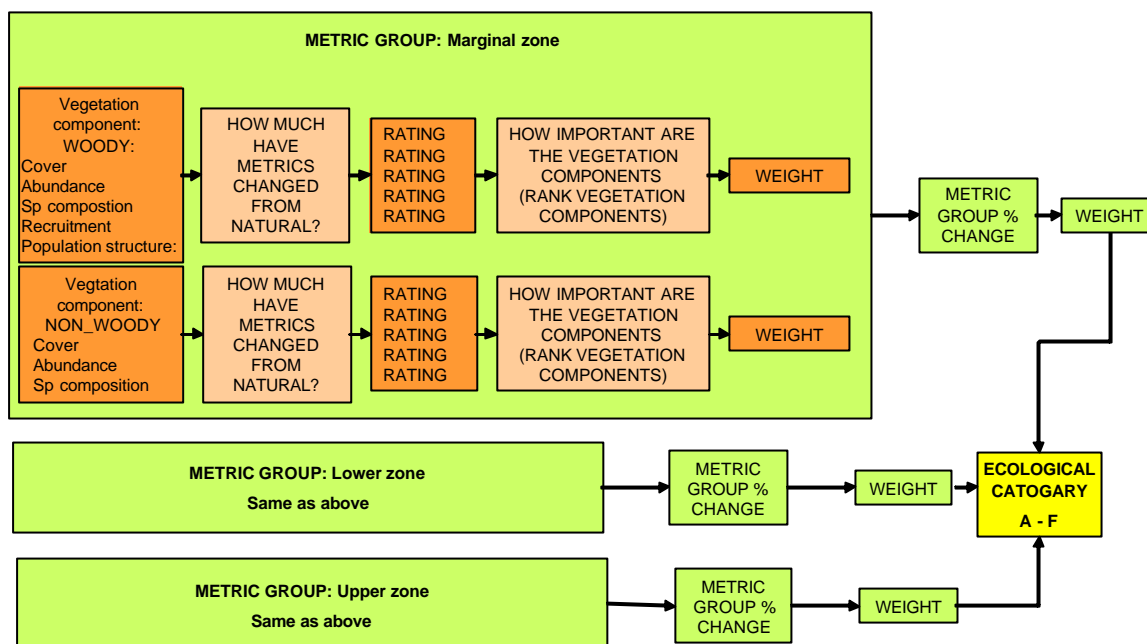 METRIC GROUP: Marginal zone
Vegetation
component:
WOODY:
Cover
Abundance
Sp compostion
Recruitment
Population structure:
HOW MUCH
HAVE
METRICS
CHANGED
FROM
NATURAL?
RATING
RATING
RATING
RATING
RATING
HOW IMPORTANT ARE
THE VEGETATION
COMPONENTS
(RANK VEGETATION
COMPONENTS)
WEIGHT
METRIC
GROUP %
CHANGE
WEIGHT
Vegtation
component:
NON_WOODY
Cover
Abundance
Sp composition
HOW MUCH
HAVE
METRICS
CHANGED
FROM
NATURAL?
RATING
RATING
RATING
RATING
RATING
HOW IMPORTANT ARE
THE VEGETATION
COMPONENTS
(RANK VEGETATION
COMPONENTS)
WEIGHT
METRIC GROUP: Lower zone
Same as above
METRIC
GROUP %
CHANGE
WEIGHT
ECOLOGICAL
CATOGARY
A - F
METRIC GROUP: Upper zone
Same as above
METRIC
GROUP %
CHANGE
WEIGHT